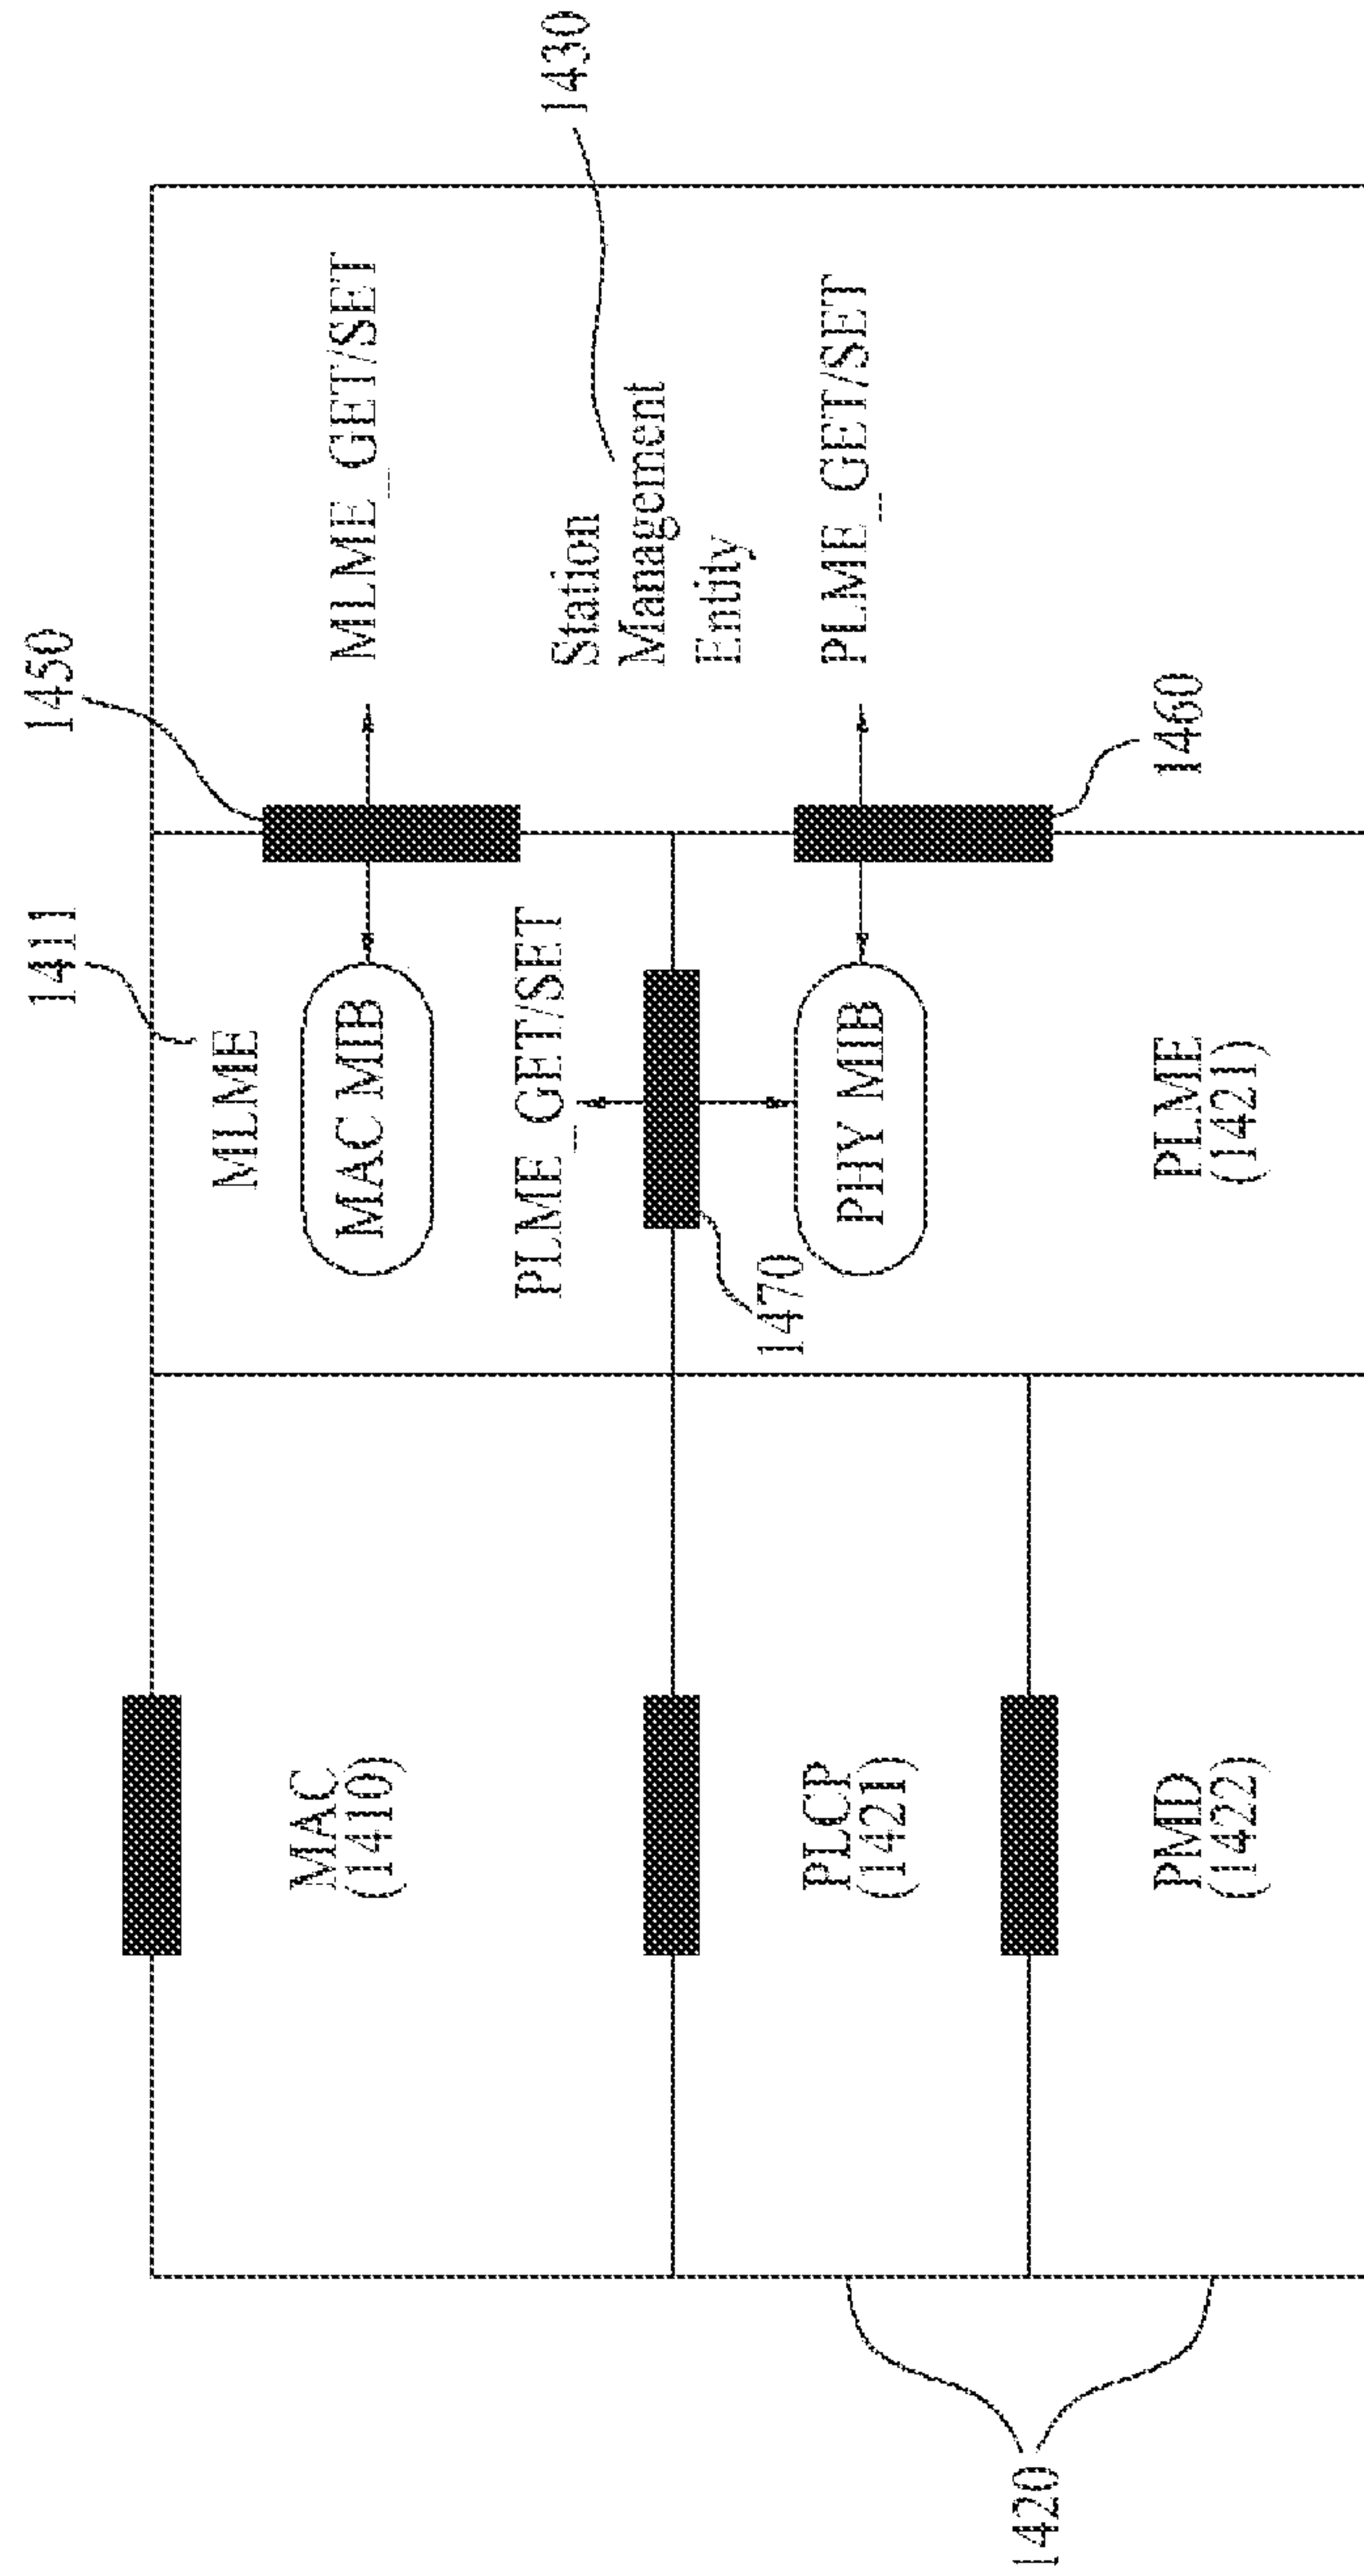 1411
1450
MLME
MAC
(1410)
MAC MIB
MLME_GET/SET
PLME_GET/SET
Station
Management
Entity
1430
1470
PLCP
(1421)
PHY MIB
PLME_GET/SET
1420
PMD
(1422)
PLME
(1421)
1460